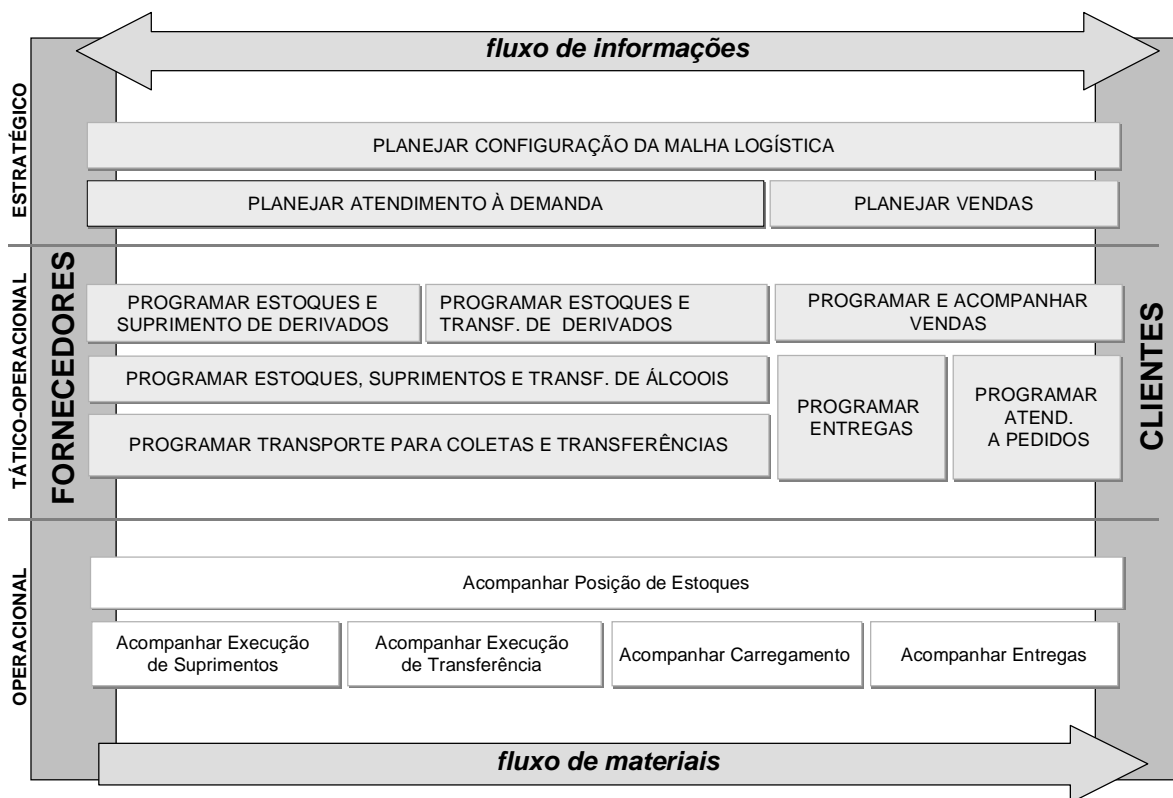 fluxo de informações
ESTRATÉGICO
PLANEJAR CONFIGURAÇÃO DA MALHA LOGÍSTICA
PLANEJAR ATENDIMENTO À DEMANDA
PLANEJAR VENDAS
TÁTICO-OPERACIONAL
FORNECEDORES
PROGRAMAR ESTOQUES E
SUPRIMENTO DE DERIVADOS
PROGRAMAR ESTOQUES E
TRANSF. DE DERIVADOS
PROGRAMAR E ACOMPANHAR
VENDAS
PROGRAMAR ESTOQUES, SUPRIMENTOS E TRANSF. DE ÁLCOOIS
PROGRAMAR TRANSPORTE PARA COLETAS E TRANSFERÊNCIAS
PROGRAMAR
ENTREGAS
PROGRAMAR
ATEND.
A PEDIDOS
CLIENTES
OPERACIONAL
Acompanhar Posição de Estoques
Acompanhar Execução
de Suprimentos
Acompanhar Execução
de Transferência
Acompanhar Carregamento
Acompanhar Entregas
fluxo de materiais